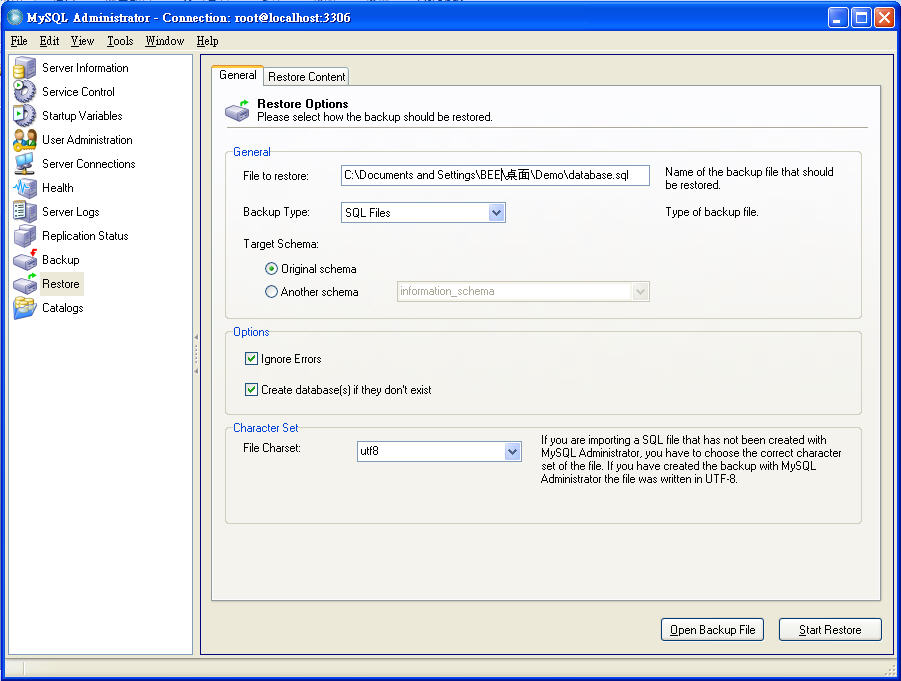 MySQL Administrator - Connection: root@localhost:3306
File Edit View Tools Window Help
Server Information
Service Control
Startup Variables
User Administration
Server Connections
Health
Server Logs
Replication Status
Backup
Restore
Catalogs
General Restore Content
Restore Options
Please select how the backup should be restored.
General
File to restore: C:\Documents and Settings\BEE\桌面\Demo\database.sql Name of the backup file that should
be restored.
Backup Type: SQL Files Type of backup file.
Target Schema:
Original schema
Another schema information_schema
Options
Ignore Errors
Create database(s) if they don't exist
Character Set
File Charset: utf8
If you are importing a SQL file that has not been created with
MySQL Administrator, you have to choose the correct character
set of the file. If you have created the backup with MySQL
Administrator the file was written in UTF-8.
Open Backup File Start Restore